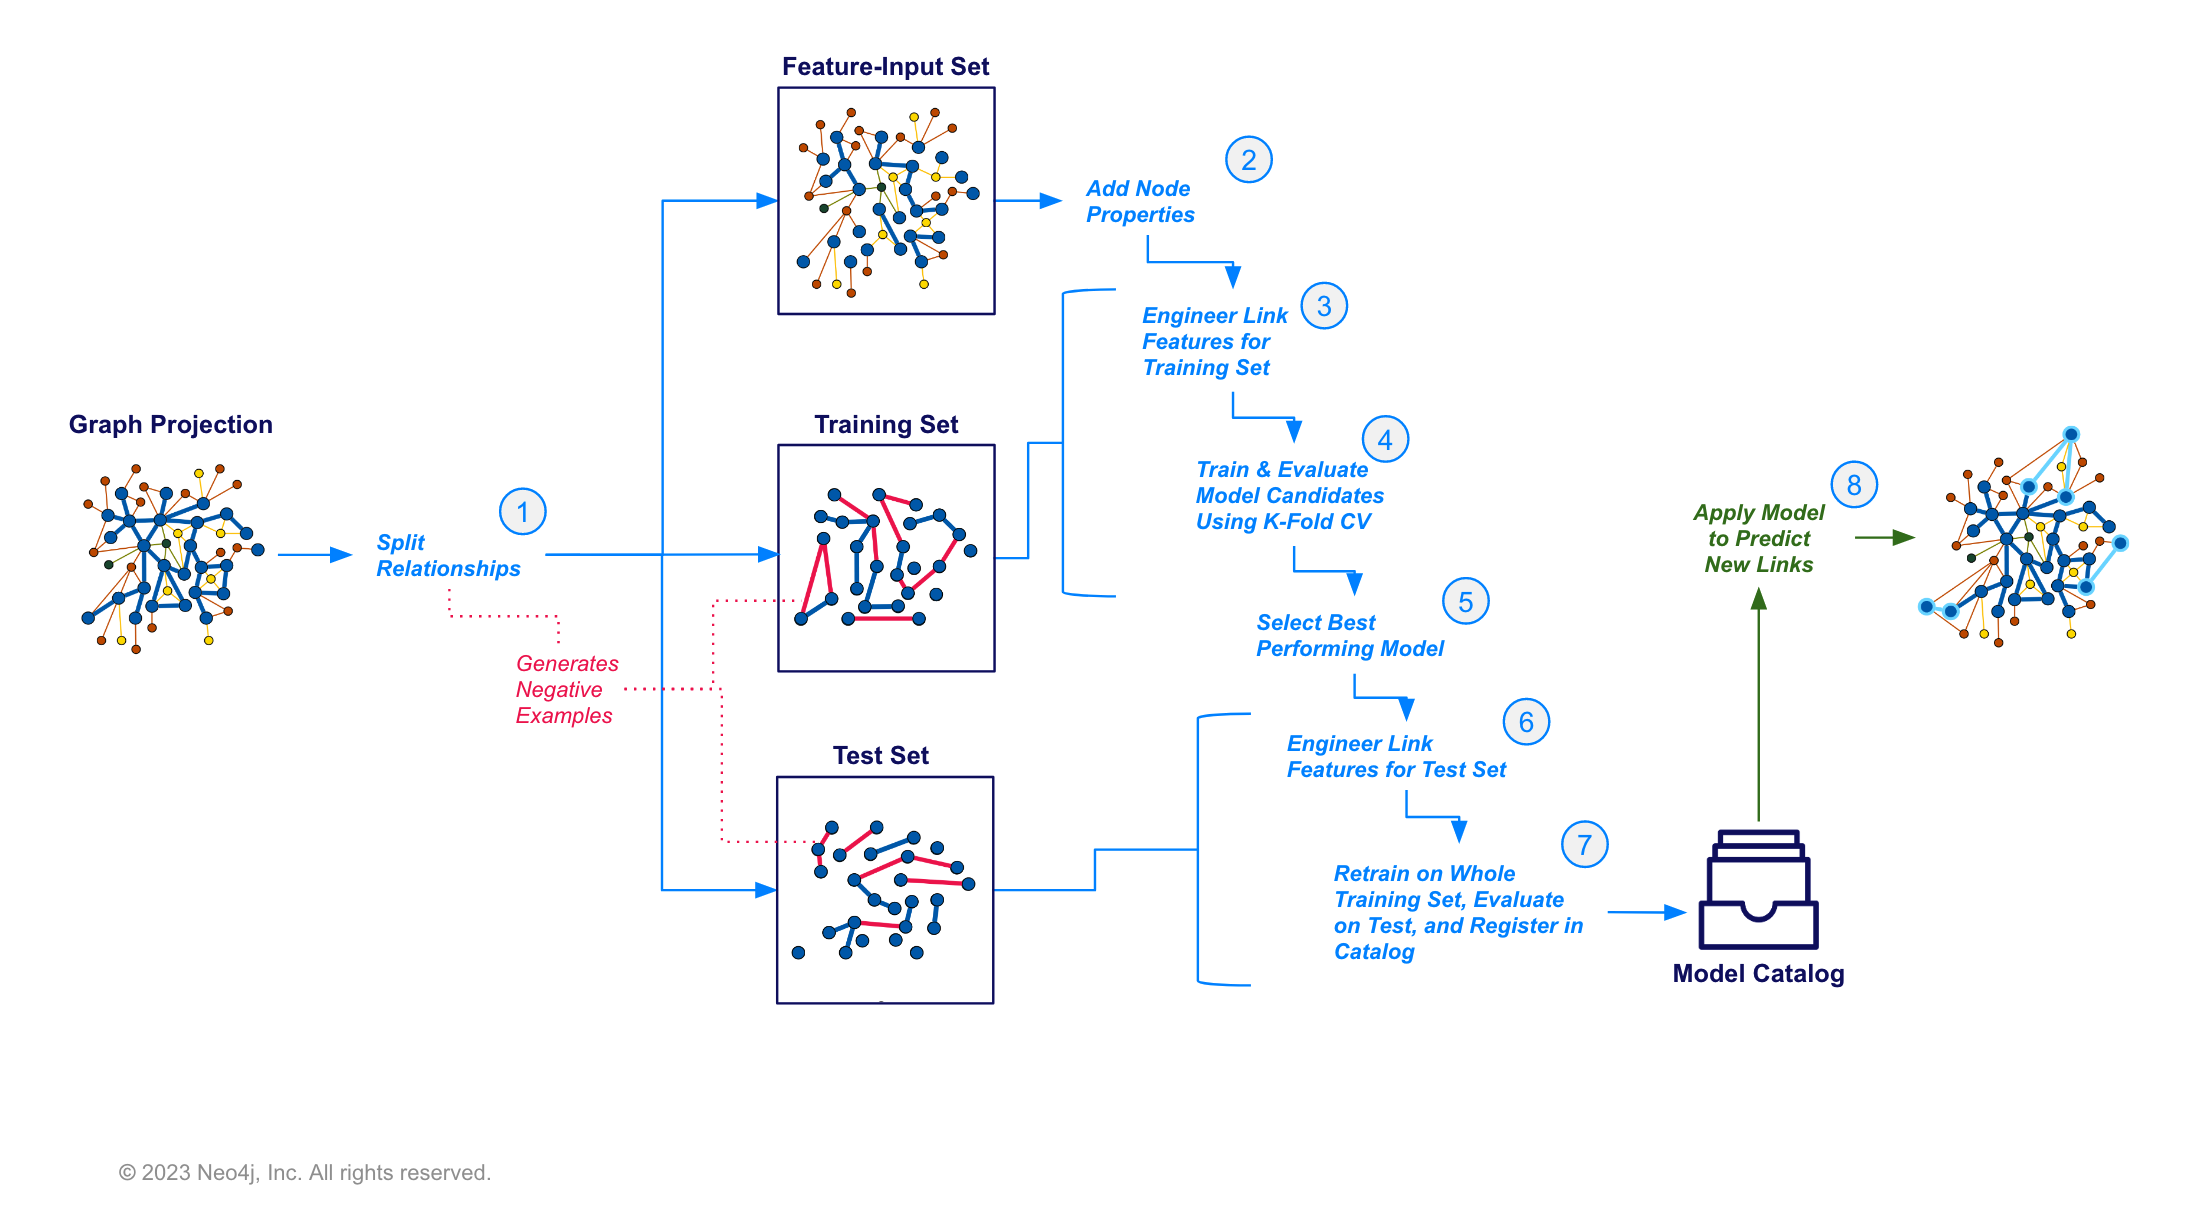 Feature-Input Set
2
Add Node
Properties
3
Engineer Link
Features for
Training Set
Graph Projection
Training Set
4
Train & Evaluate
Model Candidates
Using K-Fold CV
1
Split
Relationships
8
Apply Model
to Predict
New Links
5
Select Best
Performing Model
Generates
Negative
Examples
6
Engineer Link
Features for Test Set
Test Set
7
Retrain on Whole
Training Set, Evaluate
on Test, and Register in
Catalog
Model Catalog
© 2023 Neo4j, Inc. All rights reserved.